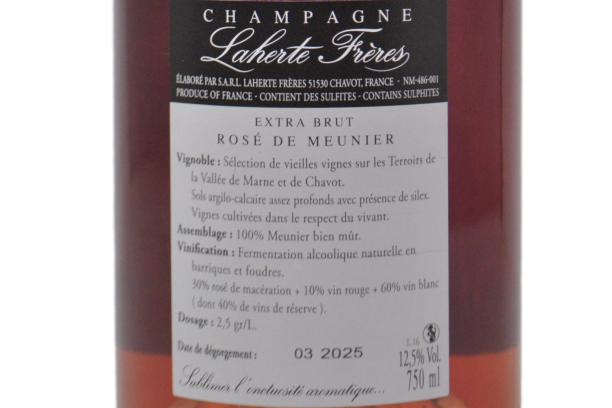 CHAMPAGNE
Laherte Frères
ÉLABORÉ PAR S.A.R.L. LAHERTE FRÈRES 51530 CHAVOT, FRANCE - NM-486-001
PRODUCE OF FRANCE - CONTIENT DES SULFITES - CONTAINS SULPHITES
EXTRA BRUT
ROSÉ DE MEUNIER
Vignoble : Sélection de vieilles vignes sur les Terroirs de
la Vallée de Marne et de Chavot.
Sols argilo-calcaire assez profonds avec présence de silex.
Vignes cultivées dans le respect du vivant.
Assemblage : 100% Meunier bien mûr.
Vinification : Fermentation alcoolique naturelle en
barriques et foudres.
30% rosé de macération + 10% vin rouge + 60% vin blanc
( dont 40% de vins de réserve ).
Dosage : 2,5 gr/L.
L.16
Date de dégorgement : 03 2025 12,5% Vol.
750 ml
Sublimer l'onctuosité aromatique...